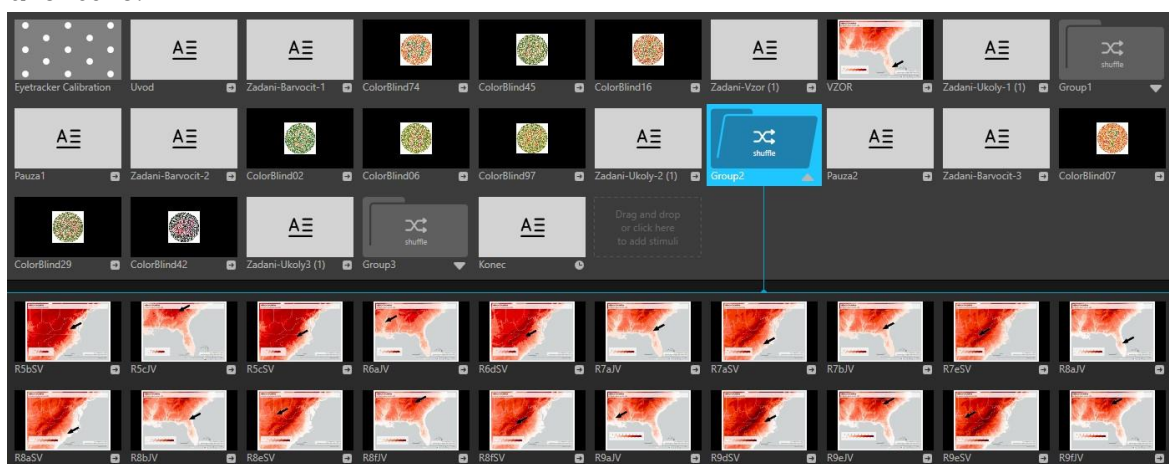 Eyetracker Calibration Uvod Zadani-Barvocit-1 ColorBlind74 ColorBlind45 ColorBlind16 Zadani-Vzor (1) VZOR Zadani-Ukoly-1 (1) shuffle Group1
Pauza1 Zadani-Barvocit-2 ColorBlind02 ColorBlind06 ColorBlind97 Zadani-Ukoly-2 (1) shuffle Group2 Pauza2 Zadani-Barvocit-3 ColorBlind07
ColorBlind29 ColorBlind42 Zadani-Ukoly3 (1) shuffle Group3 Konec
Drag and drop
or click here
to add stimuli
R5bSV R5cJV R5cSV R6aJV R6dSV R7aJV R7aSV R7bJV R7eSV R8aJV
R8aSV R8bJV R8eSV R8fJV R8fSV R9aJV R9dSV R9eJV R9eSV R9fJV